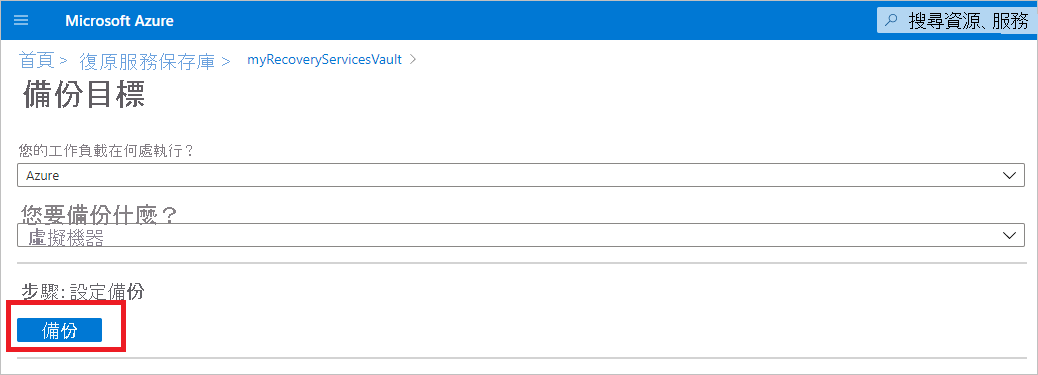 Microsoft Azure 搜尋資源、服務
首頁 > 復原服務保存庫 > myRecoveryServicesVault >
備份目標
您的工作負載在何處執行？
Azure
您要備份什麼？
虛擬機器
步驟: 設定備份
備份